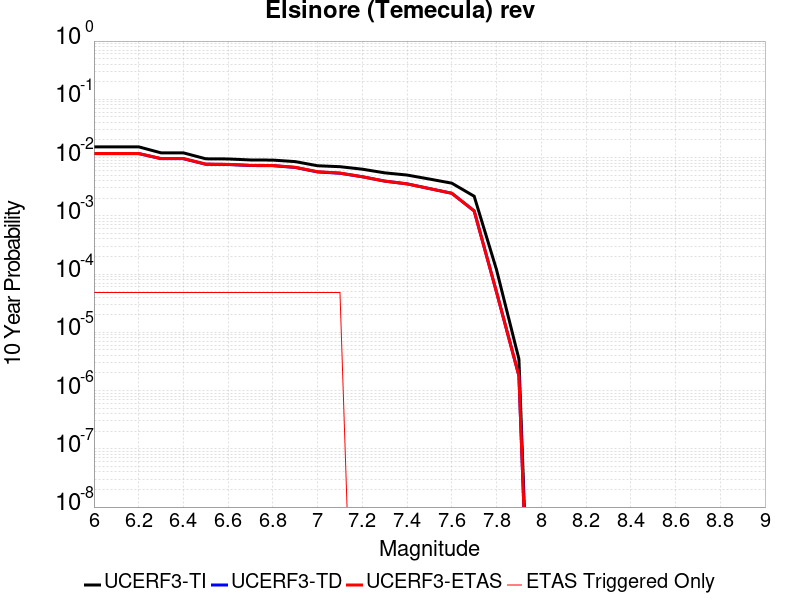 Elsinore (Temecula) rev
10^0
10^-1
10^-2
10^-3
10^-4
10^-5
10^-6
10^-7
10^-8
10 Year Probability
6 6.2 6.4 6.6 6.8 7 7.2 7.4 7.6 7.8 8 8.2 8.4 8.6 8.8 9
Magnitude
UCERF3-TI UCERF3-TD UCERF3-ETAS ETAS Triggered Only